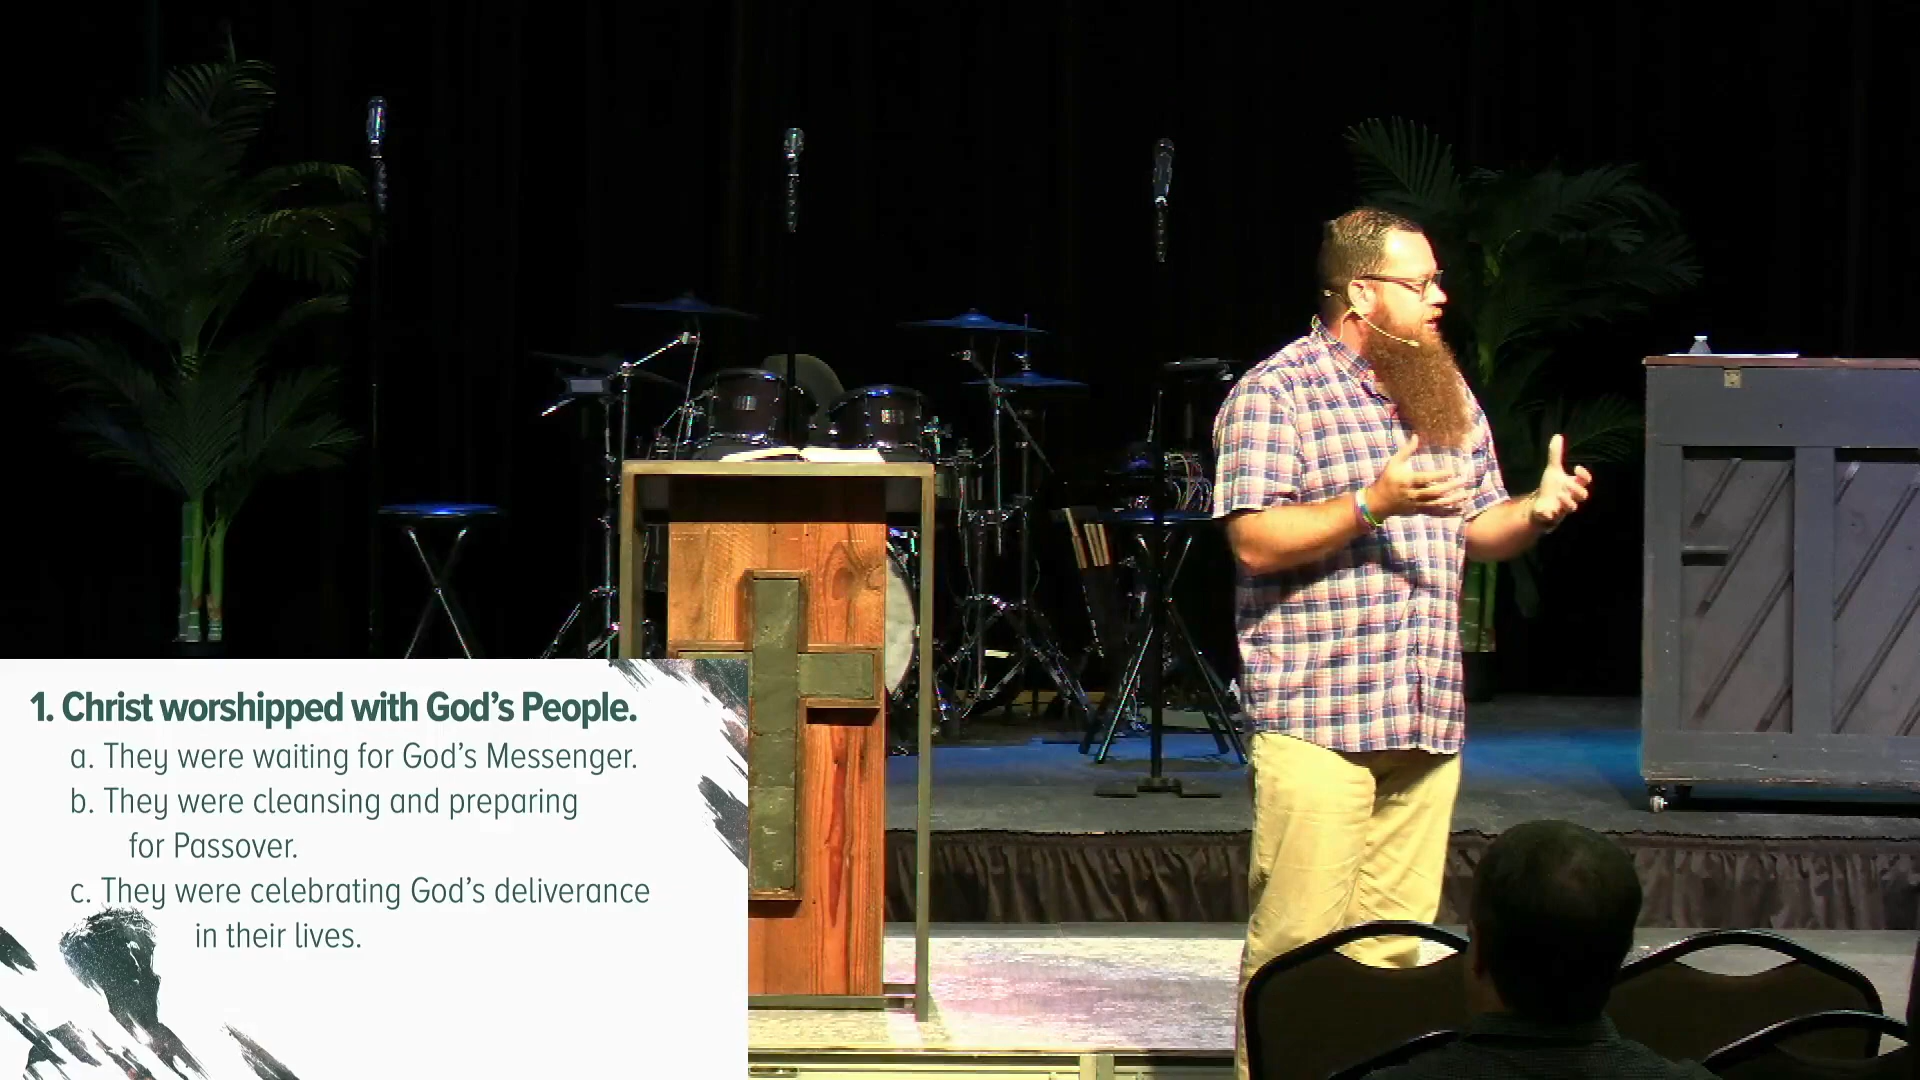 1. Christ worshipped with God's People.
a. They were waiting for God's Messenger.
b. They were cleansing and preparing
for Passover.
c. They were celebrating God's deliverance
in their lives.